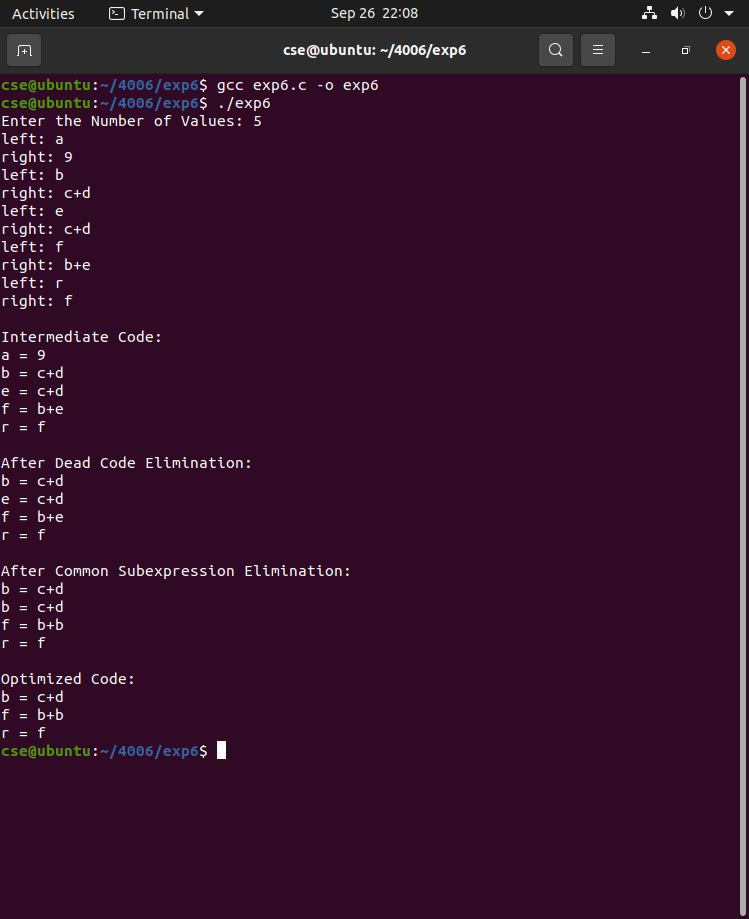 Activities Terminal Sep 26 22:08
cse@ubuntu: ~/4006/exp6
cse@ubuntu:~/4006/exp6$ gcc exp6.c -o exp6
cse@ubuntu:~/4006/exp6$ ./exp6
Enter the Number of Values: 5
left: a
right: 9
left: b
right: c+d
left: e
right: c+d
left: f
right: b+e
left: r
right: f
Intermediate Code:
a = 9
b = c+d
e = c+d
f = b+e
r = f
After Dead Code Elimination:
b = c+d
e = c+d
f = b+e
r = f
After Common Subexpression Elimination:
b = c+d
b = c+d
f = b+b
r = f
Optimized Code:
b = c+d
f = b+b
r = f
cse@ubuntu:~/4006/exp6$